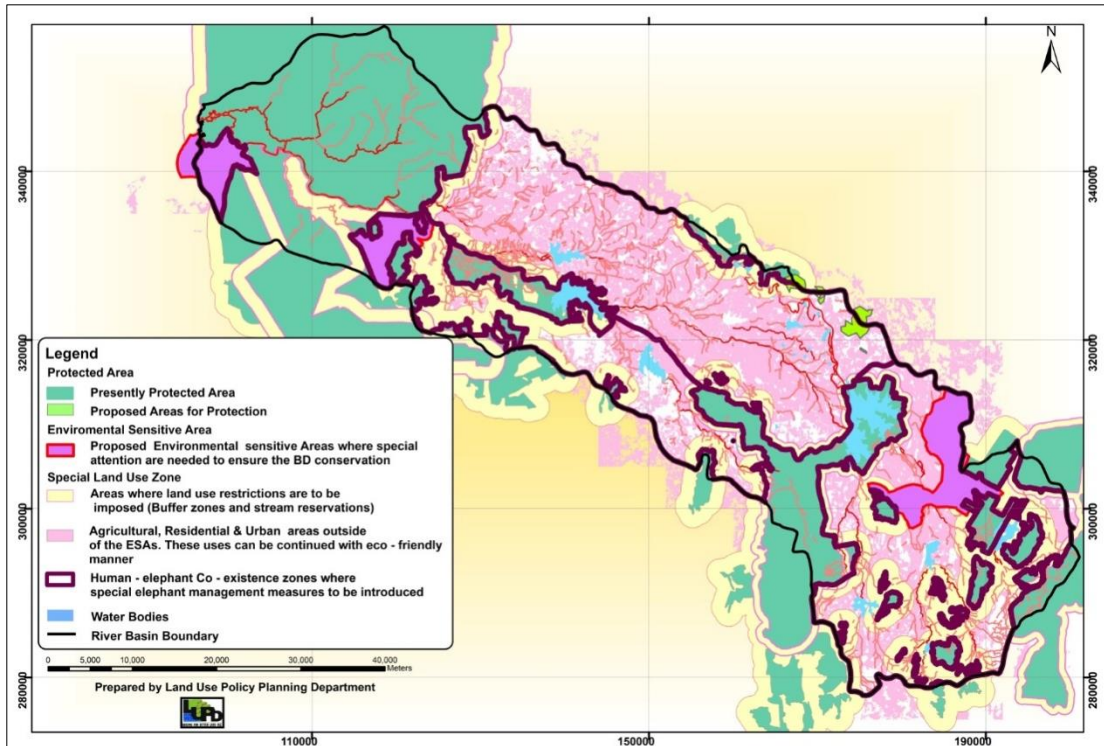 N
340000
320000
300000
280000
340000
320000
300000
280000
Legend
Protected Area
Presently Protected Area
Proposed Areas for Protection
Enviromental Sensitive Area
Proposed Environmental sensitive Areas where special
attention are needed to ensure the BD conservation
Special Land Use Zone
Areas where land use restrictions are to be
imposed (Buffer zones and stream reservations)
Agricultural, Residential & Urban areas outside
of the ESAs. These uses can be continued with eco - friendly
manner
Human - elephant Co - existence zones where
special elephant management measures to be introduced
Water Bodies
River Basin Boundary
0 5,000 10,000 20,000 30,000 40,000
Meters
Prepared by Land Use Policy Planning Department
LUPPD
110000 150000 190000